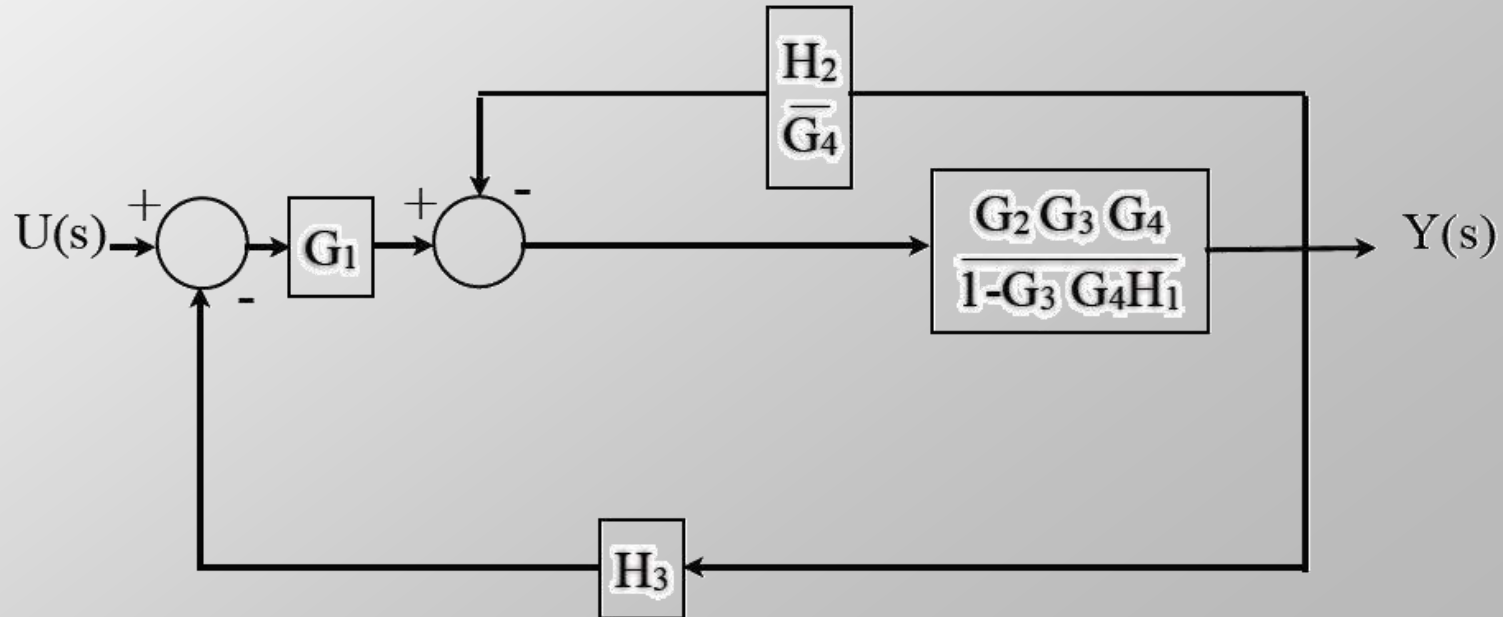 H₂
G₄
+
-
U(s)
G₁
+
-
G₂ G₃ G₄
1-G₃ G₄H₁
Y(s)
H₃